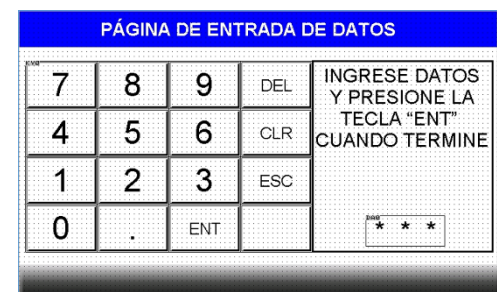 PÁGINA DE ENTRADA DE DATOS
7 8 9 DEL
4 5 6 CLR
1 2 3 ESC
0 . ENT
INGRESE DATOS
Y PRESIONE LA
TECLA “ENT”
CUANDO TERMINE
* * *